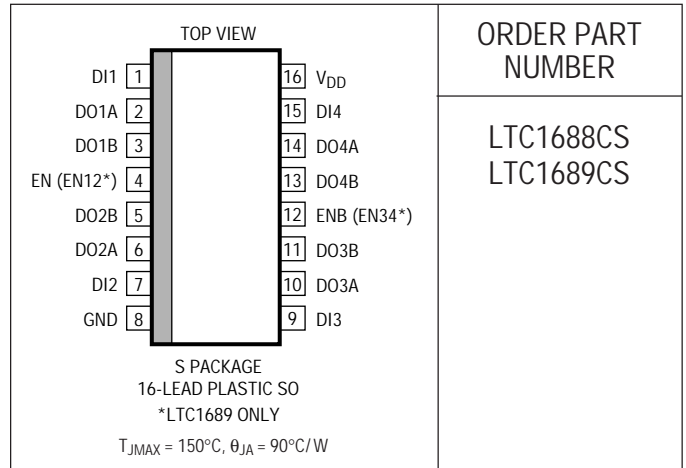 TOP VIEW
DI1 1
DO1A 2
DO1B 3
EN (EN12*) 4
DO2B 5
DO2A 6
DI2 7
GND 8
16 VDD
15 DI4
14 DO4A
13 DO4B
12 ENB (EN34*)
11 DO3B
10 DO3A
9 DI3
S PACKAGE
16-LEAD PLASTIC SO
*LTC1689 ONLY
TJMAX = 150°C, θJA = 90°C/W
ORDER PART
NUMBER
LTC1688CS
LTC1689CS